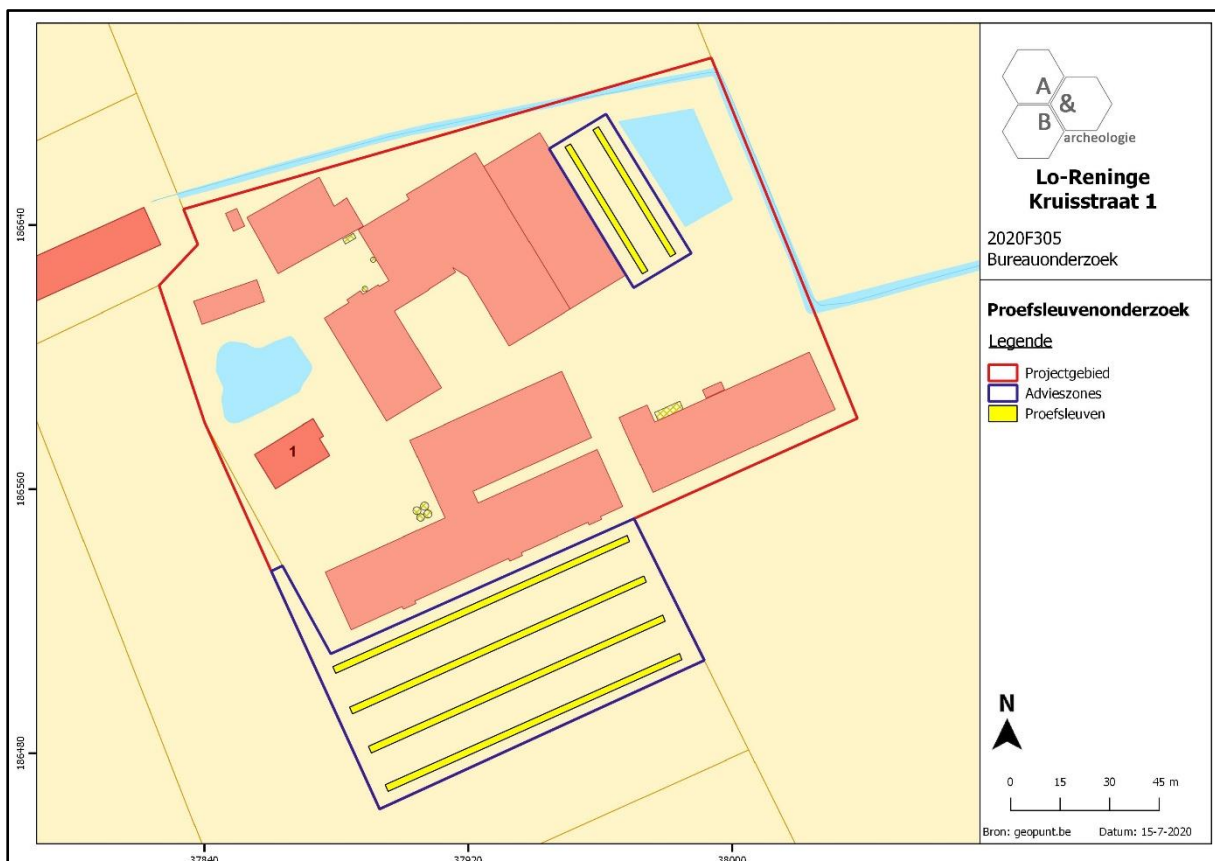 A
&
B
archeologie
Lo-Reninge
Kruisstraat 1
2020F305
Bureauonderzoek
Proefsleuvenonderzoek
Legende
Projectgebied
Advieszones
Proefsleuven
N
0 15 30 45 m
Bron: geopunt.be Datum: 15-7-2020
186640
186560
186480
1
37840 37920 38000